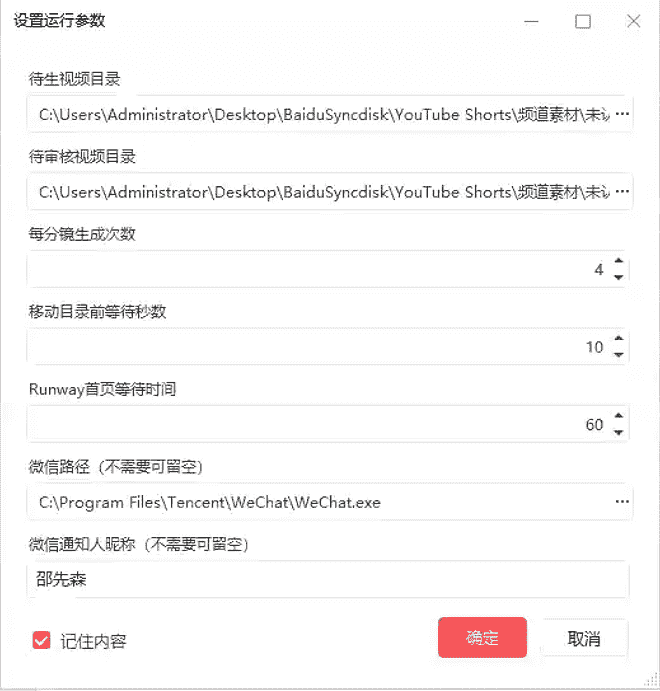 设置运行参数
待生视频目录
C:\Users\Administrator\Desktop\BaiduSyncdisk\YouTube Shorts\频道素材\未 ···
待审核视频目录
C:\Users\Administrator\Desktop\BaiduSyncdisk\YouTube Shorts\频道素材\未 ···
每分镜生成次数
4
移动目录前等待秒数
10
Runway首页等待时间
60
微信路径（不需要可留空）
C:\Program Files\Tencent\WeChat\WeChat.exe ···
微信通知人昵称（不需要可留空）
邵先森
记住内容
确定
取消